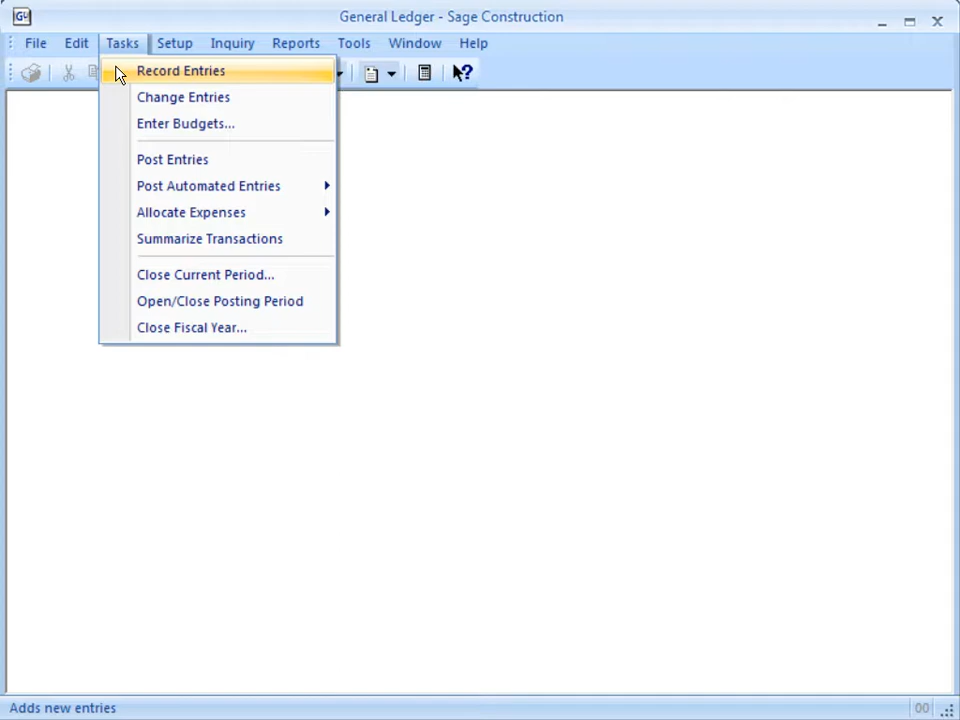 GL
General Ledger - Sage Construction
File Edit Tasks Setup Inquiry Reports Tools Window Help
Record Entries
Change Entries
Enter Budgets...
Post Entries
Post Automated Entries
Allocate Expenses
Summarize Transactions
Close Current Period...
Open/Close Posting Period
Close Fiscal Year...
Adds new entries
00